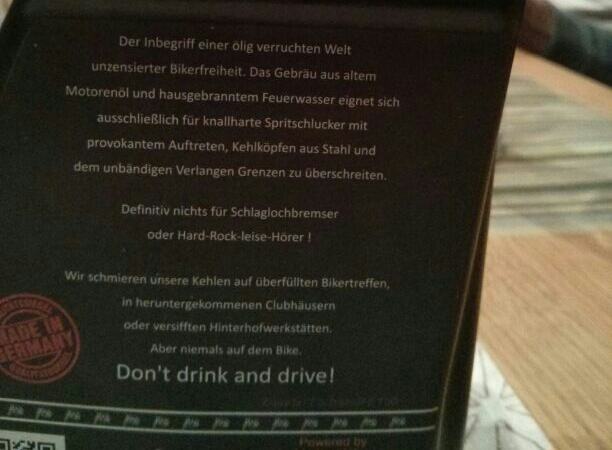 Der Inbegriff einer ölig verruchten Welt
unzensierter Bikerfreiheit. Das Gebräu aus altem
Motorenöl und hausgebranntem Feuerwasser eignet sich
ausschließlich für knallharte Spritschlucker mit
provokantem Auftreten, Kehlköpfen aus Stahl und
dem unbändigen Verlangen Grenzen zu überschreiten.
Definitiv nichts für Schlaglochbremser
oder Hard-Rock-leise-Hörer !
Wir schmieren unsere Kehlen auf überfüllten Bikertreffen,
in heruntergekommenen Clubhäusern
oder versifften Hinterhofwerkstätten.
Aber niemals auf dem Bike.
Don't drink and drive!
MADE IN
GERMANY
Powered by